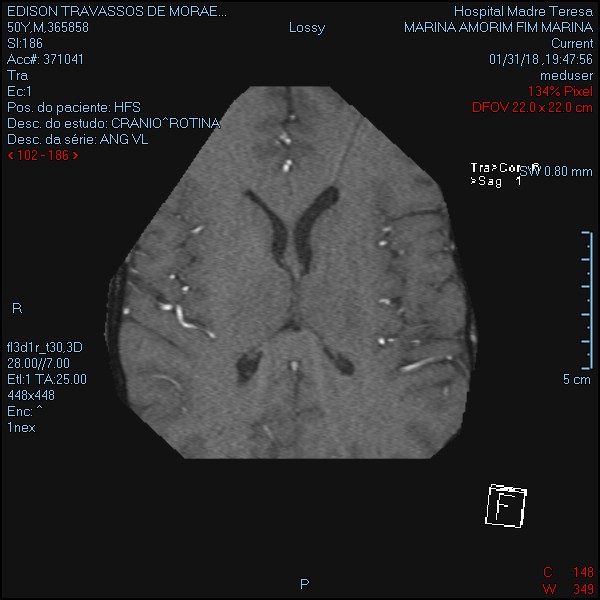 EDISON TRAVASSOS DE MORAE...
50Y,M,365858
Sl:186
Acc#: 371041
Tra
Ec:1
Pos. do paciente: HFS
Desc. do estudo: CRANIO^ROTINA
Desc. da série: ANG VL
< 102 - 186 >
Lossy
Hospital Madre Teresa
MARINA AMORIM FIM MARINA
Current
01/31/18 ,19:47:56
meduser
134% Pixel
DFOV 22.0 x 22.0 cm
Tra>Cor
SW 0.80 mm
>Sag 1
R
fl3d1r_t30,3D
28.00//7.00
Etl:1 TA:25.00
448x448
Enc: ^
1nex
5 cm
F
P
C 148
W 349